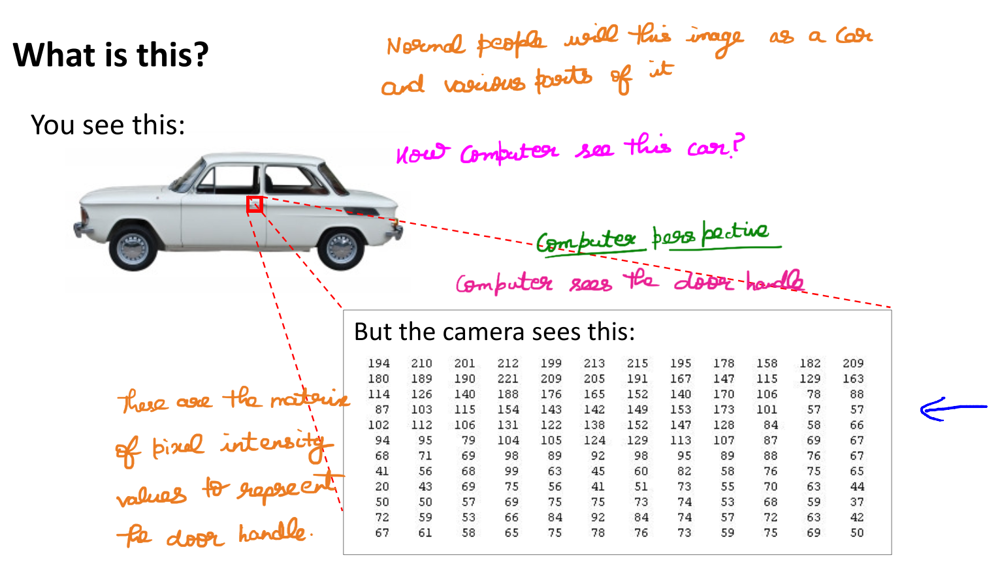 What is this?
Normal people will this image as a car
and various parts of it
You see this:
How Computer see this car?
Computer perspective
Computer sees the door handle
But the camera sees this:
194 210 201 212 199 213 215 195 178 158 182 209
180 189 190 221 209 205 191 167 147 115 129 163
114 126 140 188 176 165 152 140 170 106 78 88
87 103 115 154 143 142 149 153 173 101 57 57
102 112 106 131 122 138 152 147 128 84 58 66
94 95 79 104 105 124 129 113 107 87 69 67
68 71 69 98 89 92 98 95 89 88 76 67
41 56 68 99 63 45 60 82 58 76 75 65
20 43 69 75 56 41 51 73 55 70 63 44
50 50 57 69 75 75 73 74 53 68 59 37
72 59 53 66 84 92 84 74 57 72 63 42
67 61 58 65 75 78 76 73 59 75 69 50
These are the
of pixel intensity
values to
the door handle.